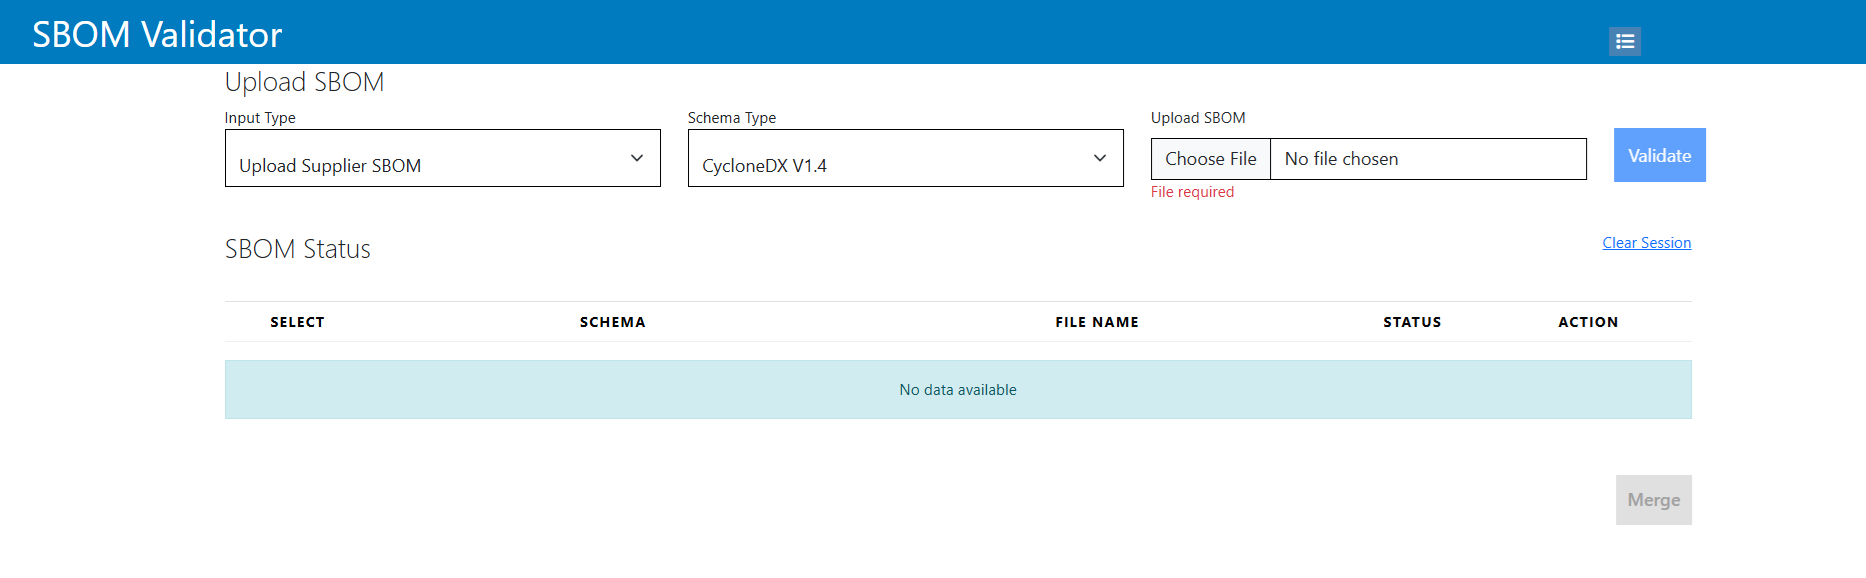 SBOM Validator
Upload SBOM
Input Type
Schema Type
Upload SBOM
Upload Supplier SBOM
CycloneDX V1.4
Choose File
No file chosen
Validate
File required
SBOM Status
Clear Session
SELECT
SCHEMA
FILE NAME
STATUS
ACTION
No data available
Merge